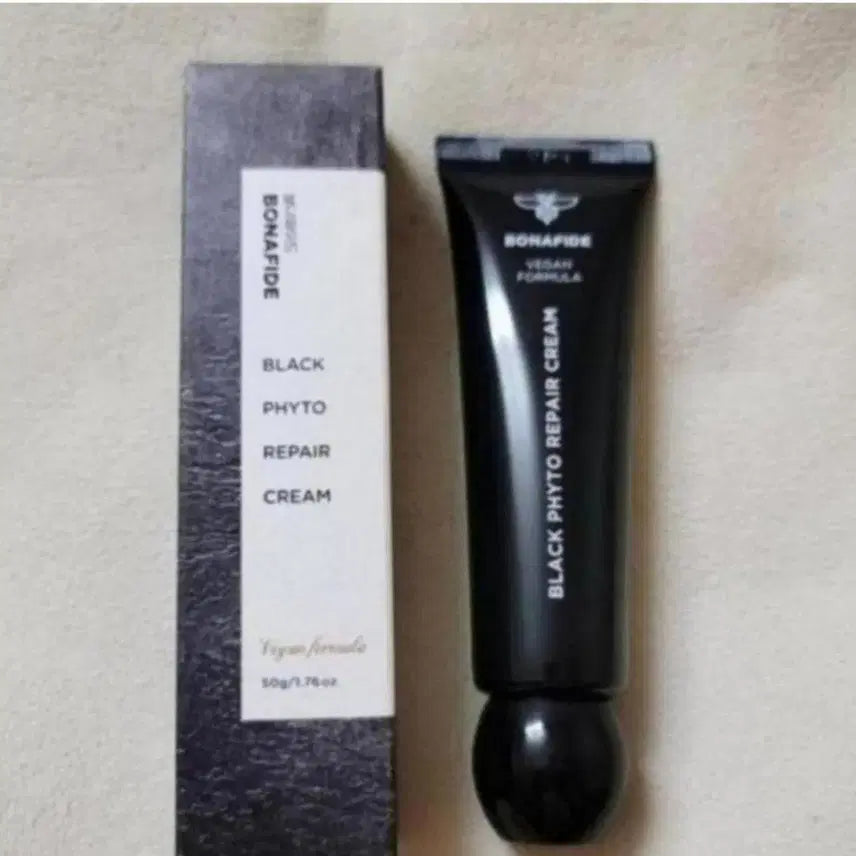 BONAFIDE
BLACK
PHYTO
REPAIR
CREAM
Vegan formula
50g/1.76 oz
BONAFIDE
VEGAN
FORMULA
BLACK PHYTO REPAIR CREAM